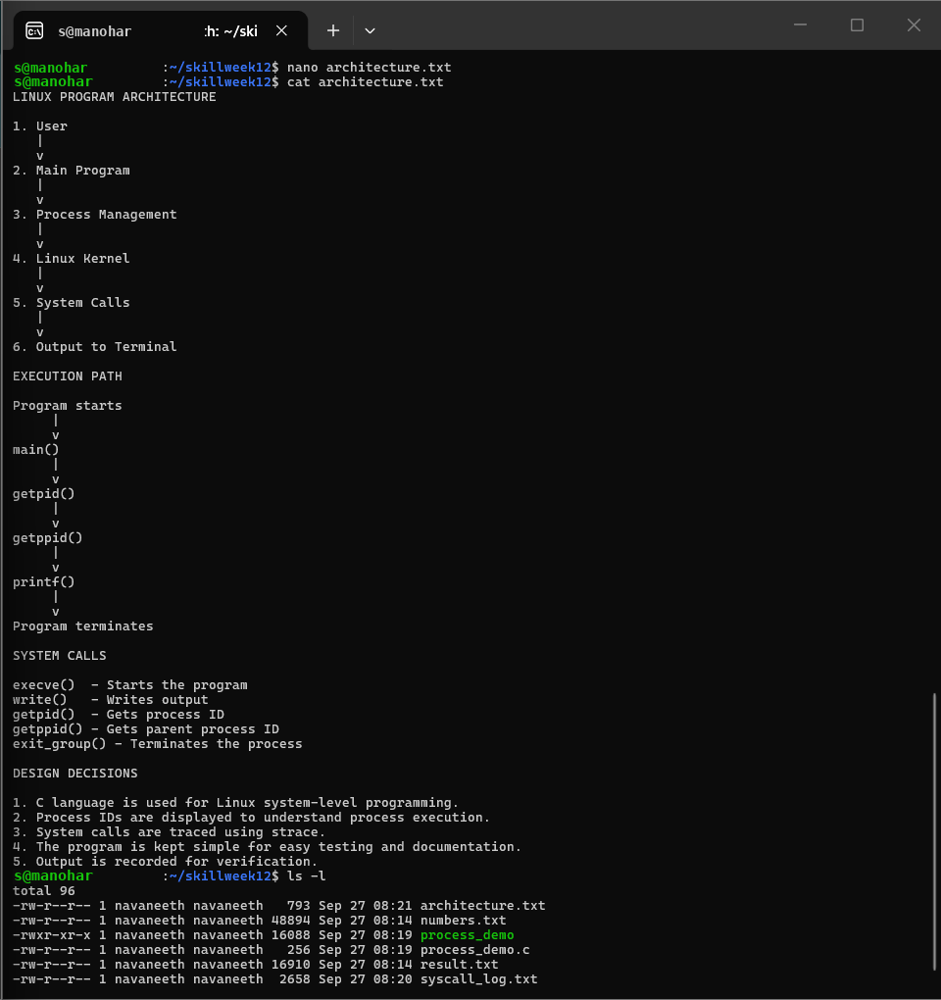 s@manohar :h: ~/ski
s@manohar :~/skillweek12$ nano architecture.txt
s@manohar :~/skillweek12$ cat architecture.txt
LINUX PROGRAM ARCHITECTURE
1. User
|
v
2. Main Program
|
v
3. Process Management
|
v
4. Linux Kernel
|
v
5. System Calls
|
v
6. Output to Terminal
EXECUTION PATH
Program starts
|
v
main()
|
v
getpid()
|
v
getppid()
|
v
printf()
|
v
Program terminates
SYSTEM CALLS
execve()  - Starts the program
write()   - Writes output
getpid()  - Gets process ID
getppid() - Gets parent process ID
exit_group() - Terminates the process
DESIGN DECISIONS
1. C language is used for Linux system-level programming.
2. Process IDs are displayed to understand process execution.
3. System calls are traced using strace.
4. The program is kept simple for easy testing and documentation.
5. Output is recorded for verification.
s@manohar :~/skillweek12$ ls -l
total 96
-rw-r--r-- 1 navaneeth navaneeth   793 Sep 27 08:21 architecture.txt
-rw-r--r-- 1 navaneeth navaneeth 48894 Sep 27 08:14 numbers.txt
-rwxr-xr-x 1 navaneeth navaneeth 16088 Sep 27 08:19 process_demo
-rw-r--r-- 1 navaneeth navaneeth   256 Sep 27 08:19 process_demo.c
-rw-r--r-- 1 navaneeth navaneeth 16910 Sep 27 08:14 result.txt
-rw-r--r-- 1 navaneeth navaneeth  2658 Sep 27 08:20 syscall_log.txt